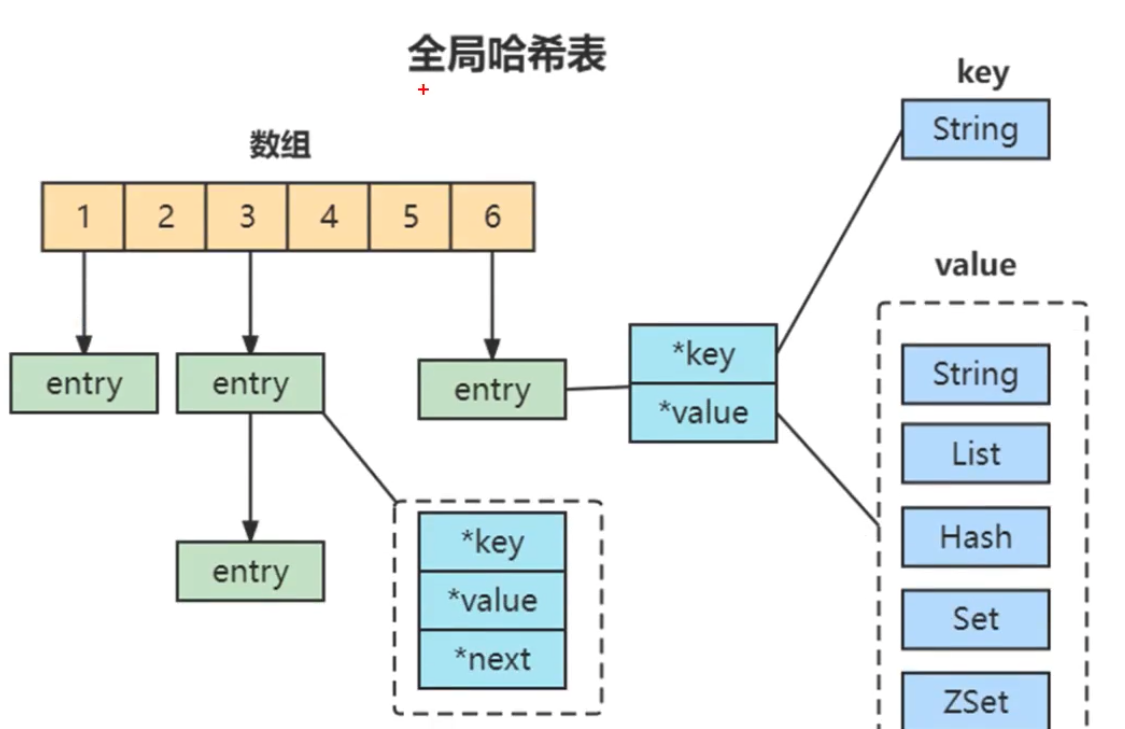 全局哈希表
key
String
数组
1 2 3 4 5 6
value
entry
entry
entry
*key
*value
String
List
Hash
Set
ZSet
entry
*key
*value
*next